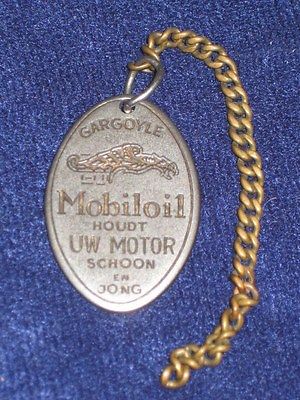 GARGOYLE
Mobiloil
HOUDT
UW MOTOR
SCHOON
EN
JONG